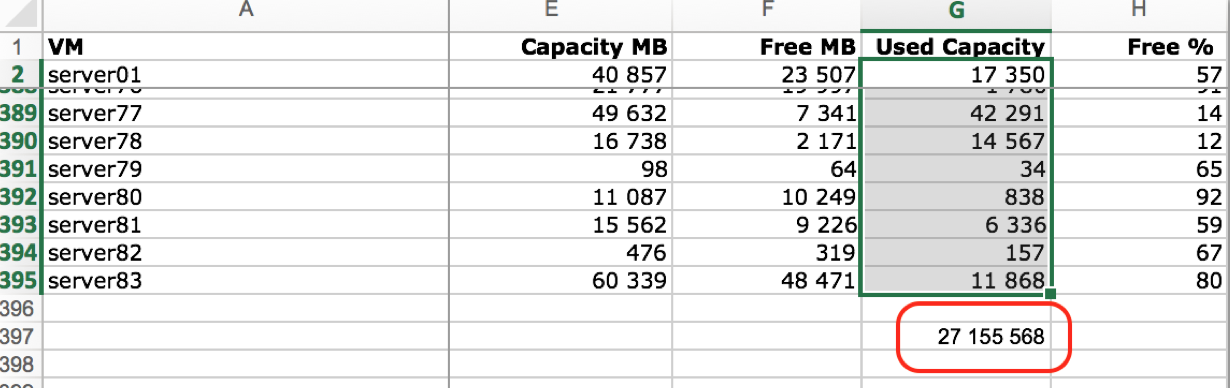 A E F G H
1 VM Capacity MB Free MB Used Capacity Free %
2 server01 40 857 23 507 17 350 57
389 server77 49 632 7 341 42 291 14
390 server78 16 738 2 171 14 567 12
391 server79 98 64 34 65
392 server80 11 087 10 249 838 92
393 server81 15 562 9 226 6 336 59
394 server82 476 319 157 67
395 server83 60 339 48 471 11 868 80
396
397 27 155 568
398